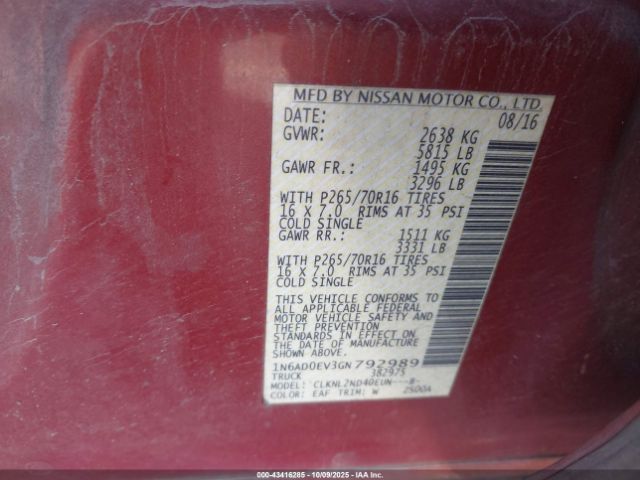 MFD BY NISSAN MOTOR CO., LTD.
DATE: 08/16
GVWR: 2638 KG
5815 LB
GAWR FR.: 1495 KG
3296 LB
WITH P265/70R16 TIRES
16 X 7.0 RIMS AT 35 PSI
COLD SINGLE
GAWR RR.: 1511 KG
3331 LB
WITH P265/70R16 TIRES
16 X 7.0 RIMS AT 35 PSI
COLD SINGLE
THIS VEHICLE CONFORMS TO
ALL APPLICABLE FEDERAL
MOTOR VEHICLE SAFETY AND
THEFT PREVENTION
STANDARDS IN EFFECT ON
THE DATE OF MANUFACTURE
SHOWN ABOVE.
1N6AD0EV3GN792989
TRUCK 382975
MODEL: CLKNL2ND40EUN---B-
COLOR: EAF TRIM: W 2500A
000-43416285 - 10/09/2025 - IAA Inc.